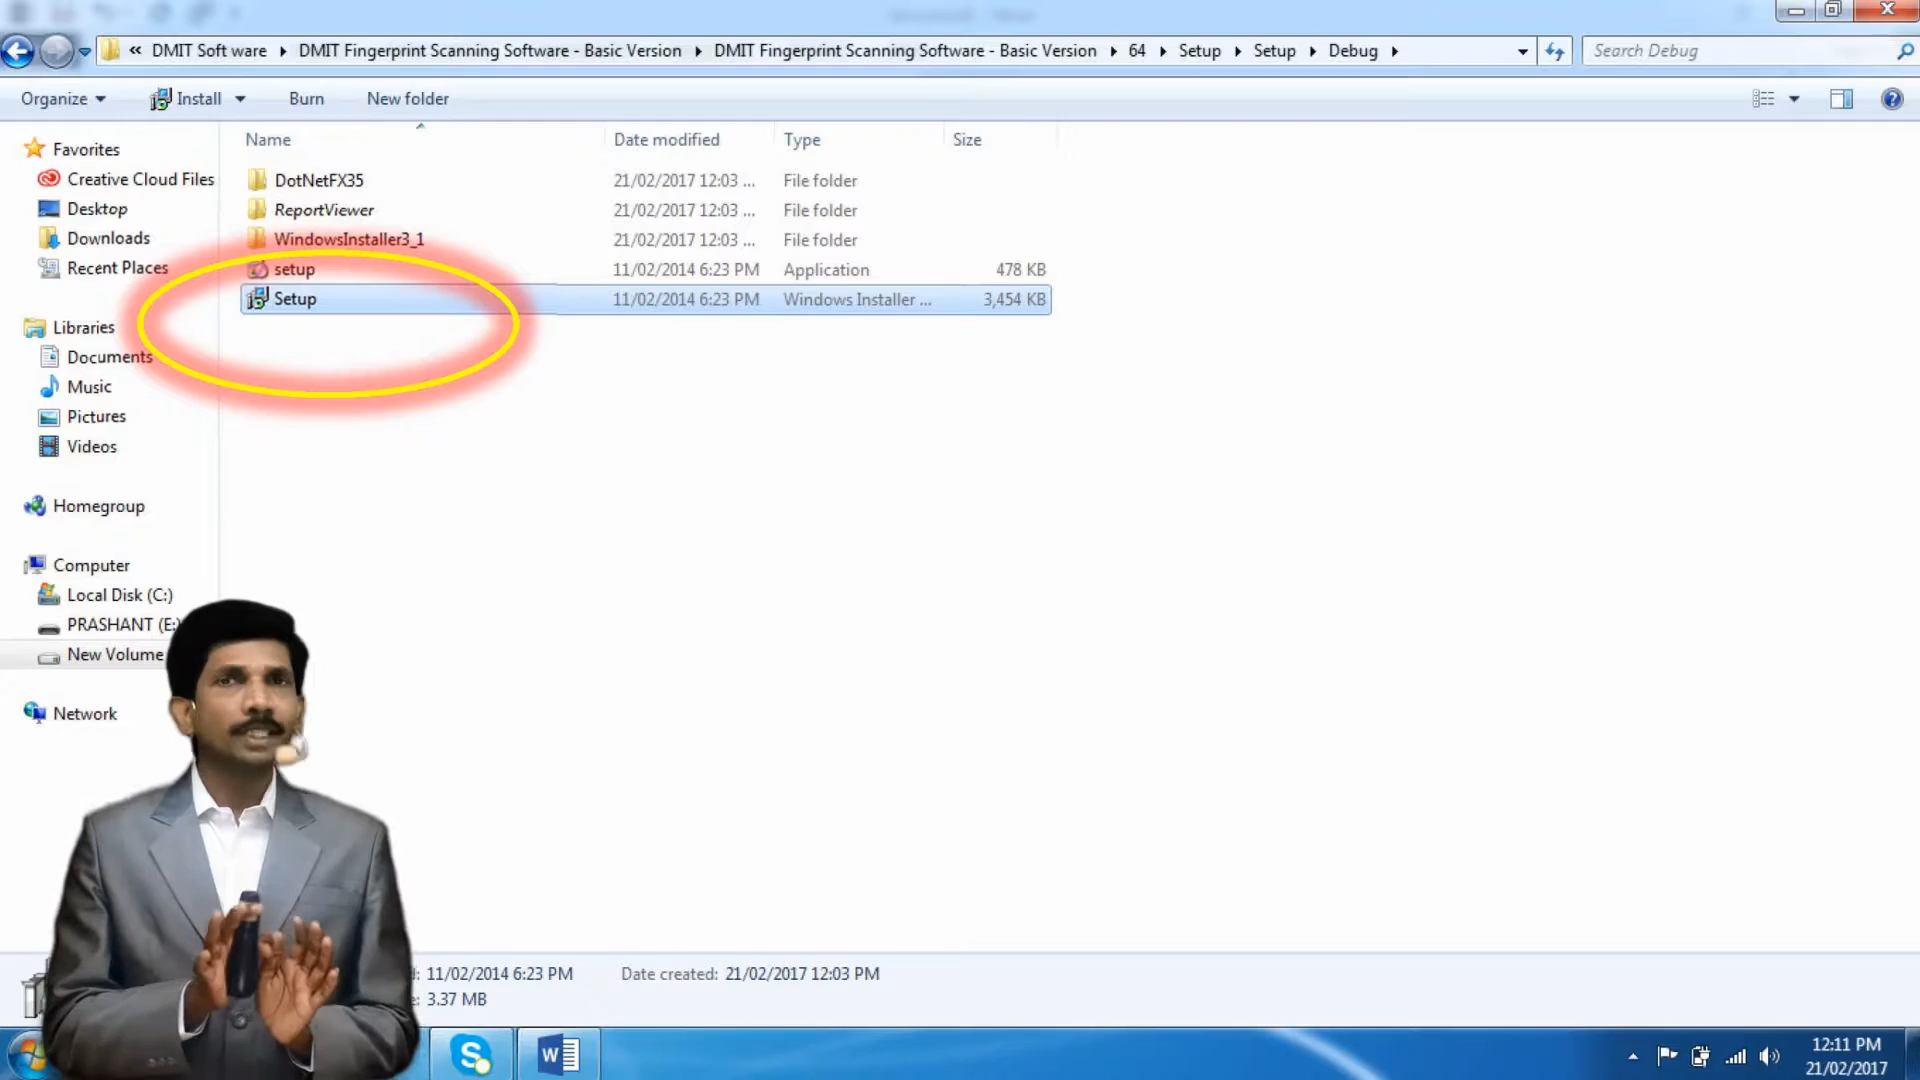 « DMIT Soft ware ▸ DMIT Fingerprint Scanning Software - Basic Version ▸ DMIT Fingerprint Scanning Software - Basic Version ▸ 64 ▸ Setup ▸ Setup ▸ Debug ▸ Search Debug
Organize Install Burn New folder
Name Date modified Type Size
Favorites
Creative Cloud Files
Desktop
Downloads
Recent Places
Libraries
Documents
Music
Pictures
Videos
Homegroup
Computer
Local Disk (C:)
PRASHANT (E:)
New Volume
Network
DotNetFX35 21/02/2017 12:03 ... File folder
ReportViewer 21/02/2017 12:03 ... File folder
WindowsInstaller3_1 21/02/2017 12:03 ... File folder
setup 11/02/2014 6:23 PM Application 478 KB
Setup 11/02/2014 6:23 PM Windows Installer ... 3,454 KB
11/02/2014 6:23 PM Date created: 21/02/2017 12:03 PM
3.37 MB
12:11 PM
21/02/2017